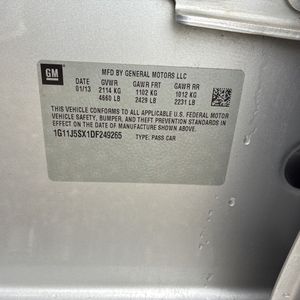 GM
MFD BY GENERAL MOTORS LLC
DATE GVWR GAWR FRT GAWR RR
01/13 2114 KG 1102 KG 1012 KG
4660 LB 2429 LB 2231 LB
THIS VEHICLE CONFORMS TO ALL APPLICABLE U.S. FEDERAL MOTOR
VEHICLE SAFETY, BUMPER, AND THEFT PREVENTION STANDARDS IN
EFFECT ON THE DATE OF MANUFACTURE SHOWN ABOVE.
1G11J5SX1DF249265 TYPE: PASS CAR